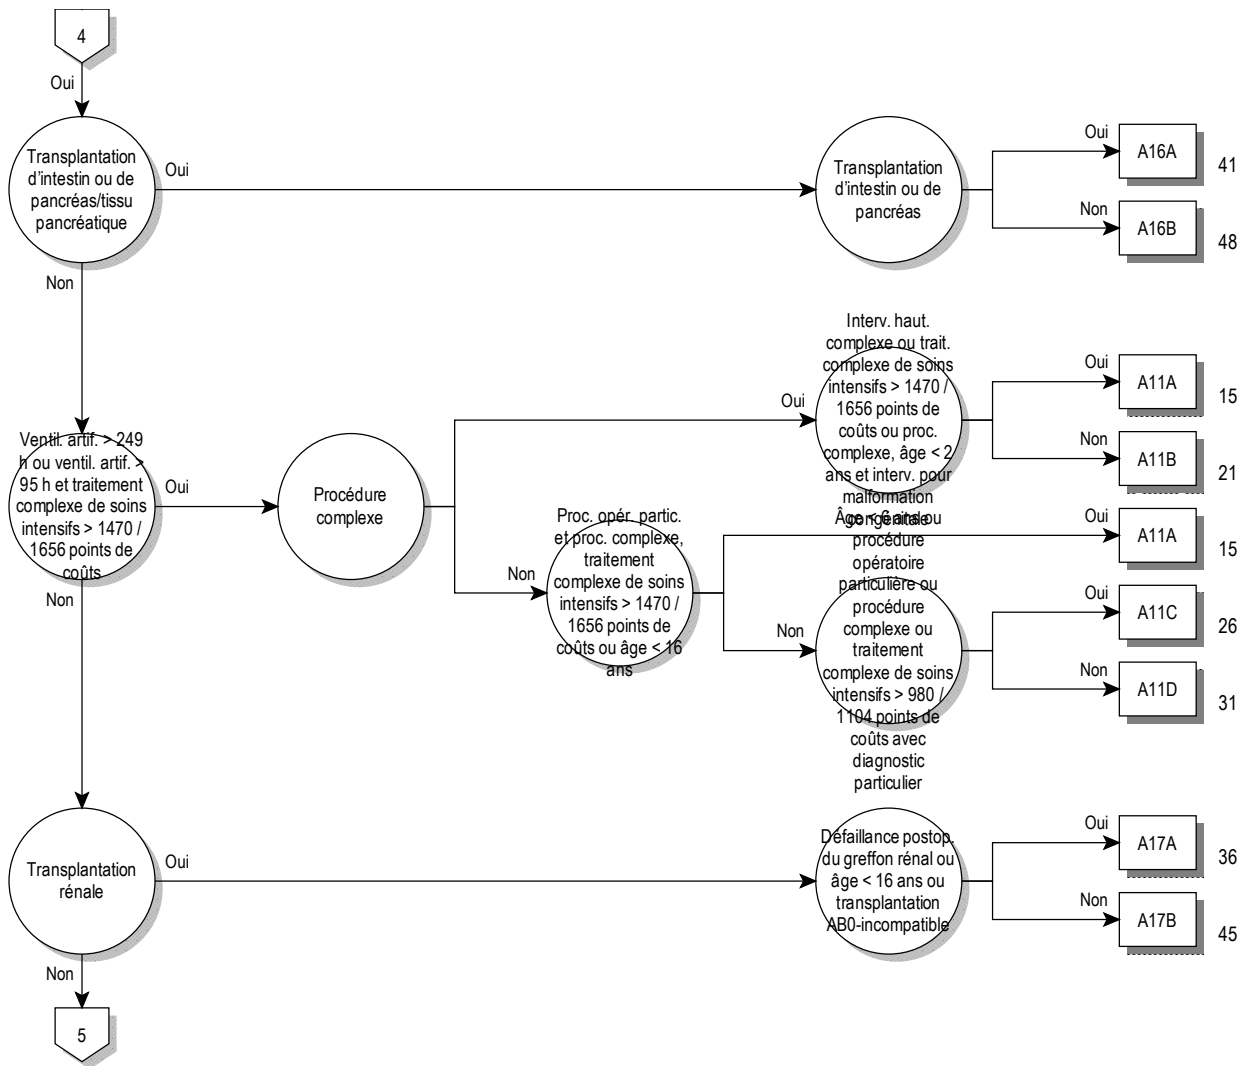 4
Oui
Transplantation
d'intestin ou de
pancréas/tissu
pancréatique
Oui
Transplantation
d'intestin ou de
pancréas
Oui
A16A
41
Non
A16B
48
Non
Ventil. artif. > 249
h ou ventil. artif. >
95 h et traitement
complexe de soins
intensifs > 1470 /
1656 points de
coûts
Oui
Procédure
complexe
Oui
Interv. haut.
complexe ou trait.
complexe de soins
intensifs > 1470 /
1656 points de
coûts ou proc.
complexe, âge < 2
ans et interv. pour
malformation
congénitale
Oui
A11A
15
Non
A11B
21
Non
Proc. opér. partic.
et proc. complexe,
traitement
complexe de soins
intensifs > 1470 /
1656 points de
coûts ou âge < 16
ans
Oui
A11A
15
Non
Âge < 6 ans ou
procédure
opératoire
particulière ou
procédure
complexe ou
traitement
complexe de soins
intensifs > 980 /
1104 points de
coûts avec
diagnostic
particulier
Oui
A11C
26
Non
A11D
31
Non
Transplantation
rénale
Oui
Défaillance postop.
du greffon rénal ou
âge < 16 ans ou
transplantation
AB0-incompatible
Oui
A17A
36
Non
A17B
45
Non
5